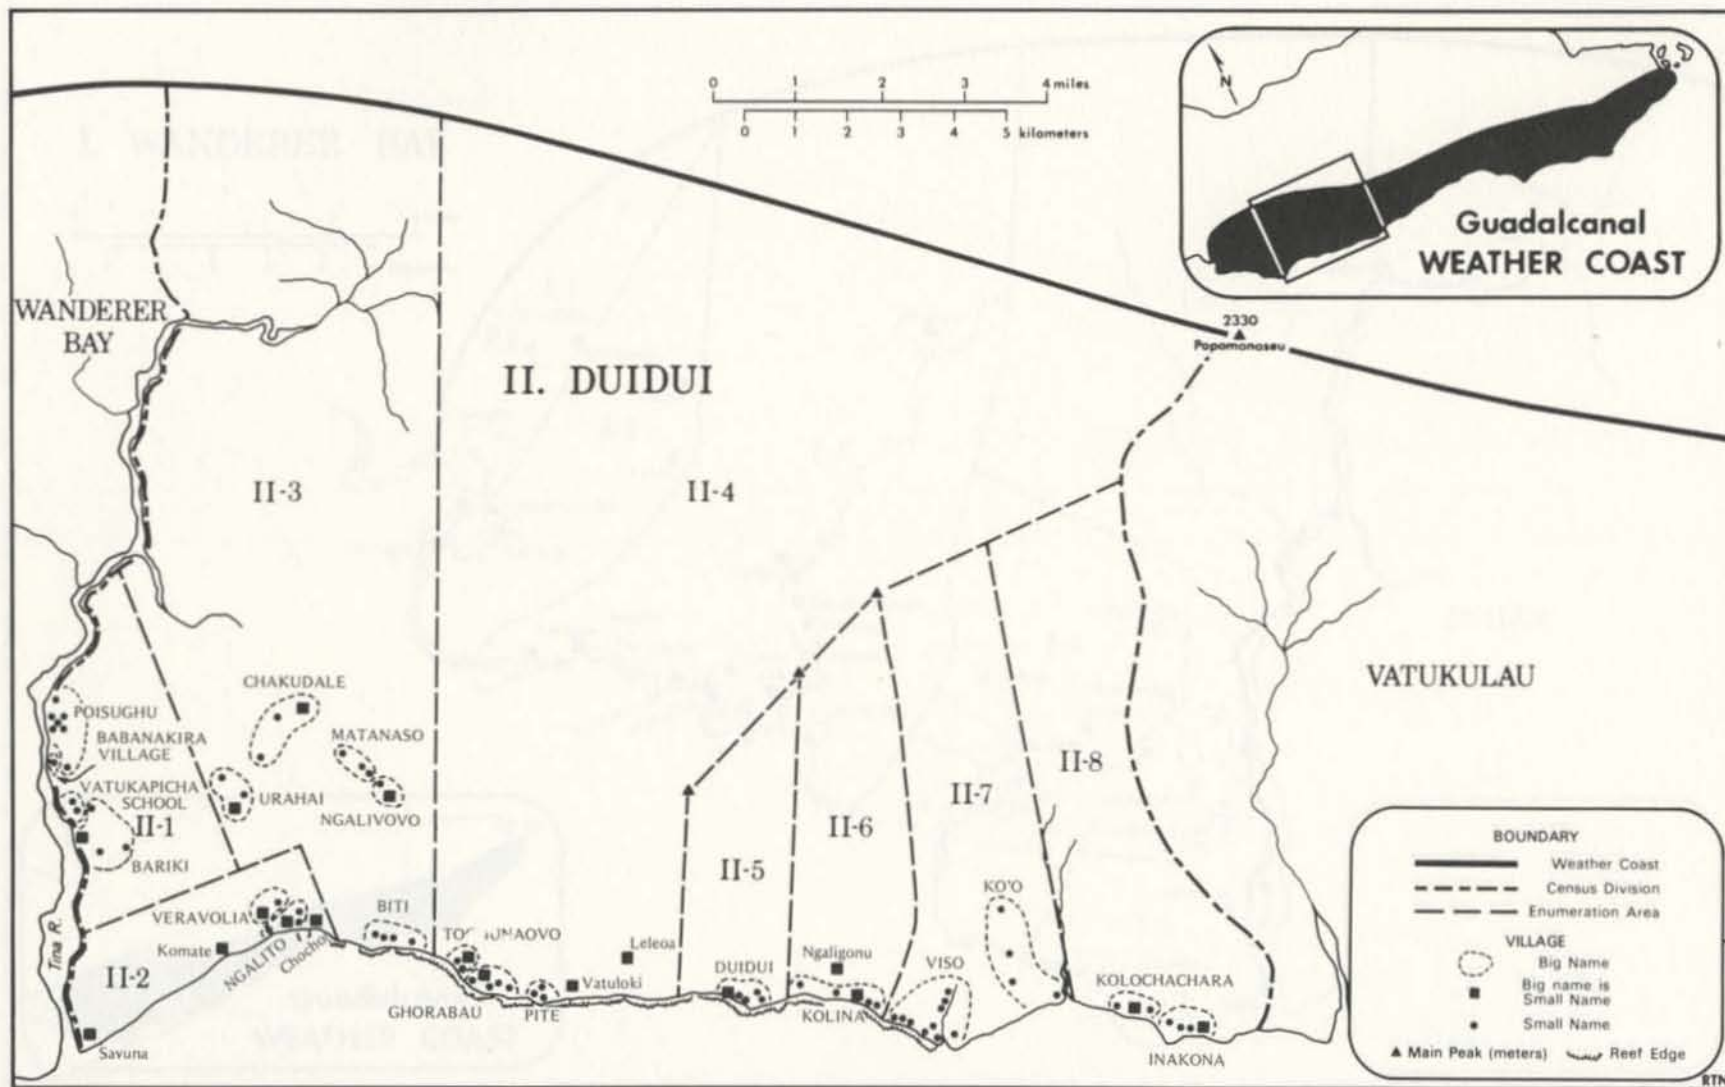 0 1 2 3 4 miles
0 1 2 3 4 5 kilometers
N
Guadalcanal
WEATHER COAST
WANDERER
BAY
2330
Popomanaseu
II. DUIDUI
II-3
II-4
VATUKULAU
CHAKUDALE
POISUGHU
BABANAKIRA
VILLAGE
MATANASO
II-8
VATUKAPICHA
SCHOOL
URAHAI
NGALIVOVO
II-7
II-1
II-6
BARIKI
II-5
VERAVOLIA
BITI
KO'O
Tina R.
Komate
NGALITO
Leleoa
Ngaligonu
II-2
DUIDUI
VISO
KOLOCHACHARA
Vatuloki
GHORABAU
PITE
KOLINA
Savuna
INAKONA
BOUNDARY
Weather Coast
Census Division
Enumeration Area
VILLAGE
Big Name
Big name is
Small Name
Small Name
Main Peak (meters)
Reef Edge
RTN